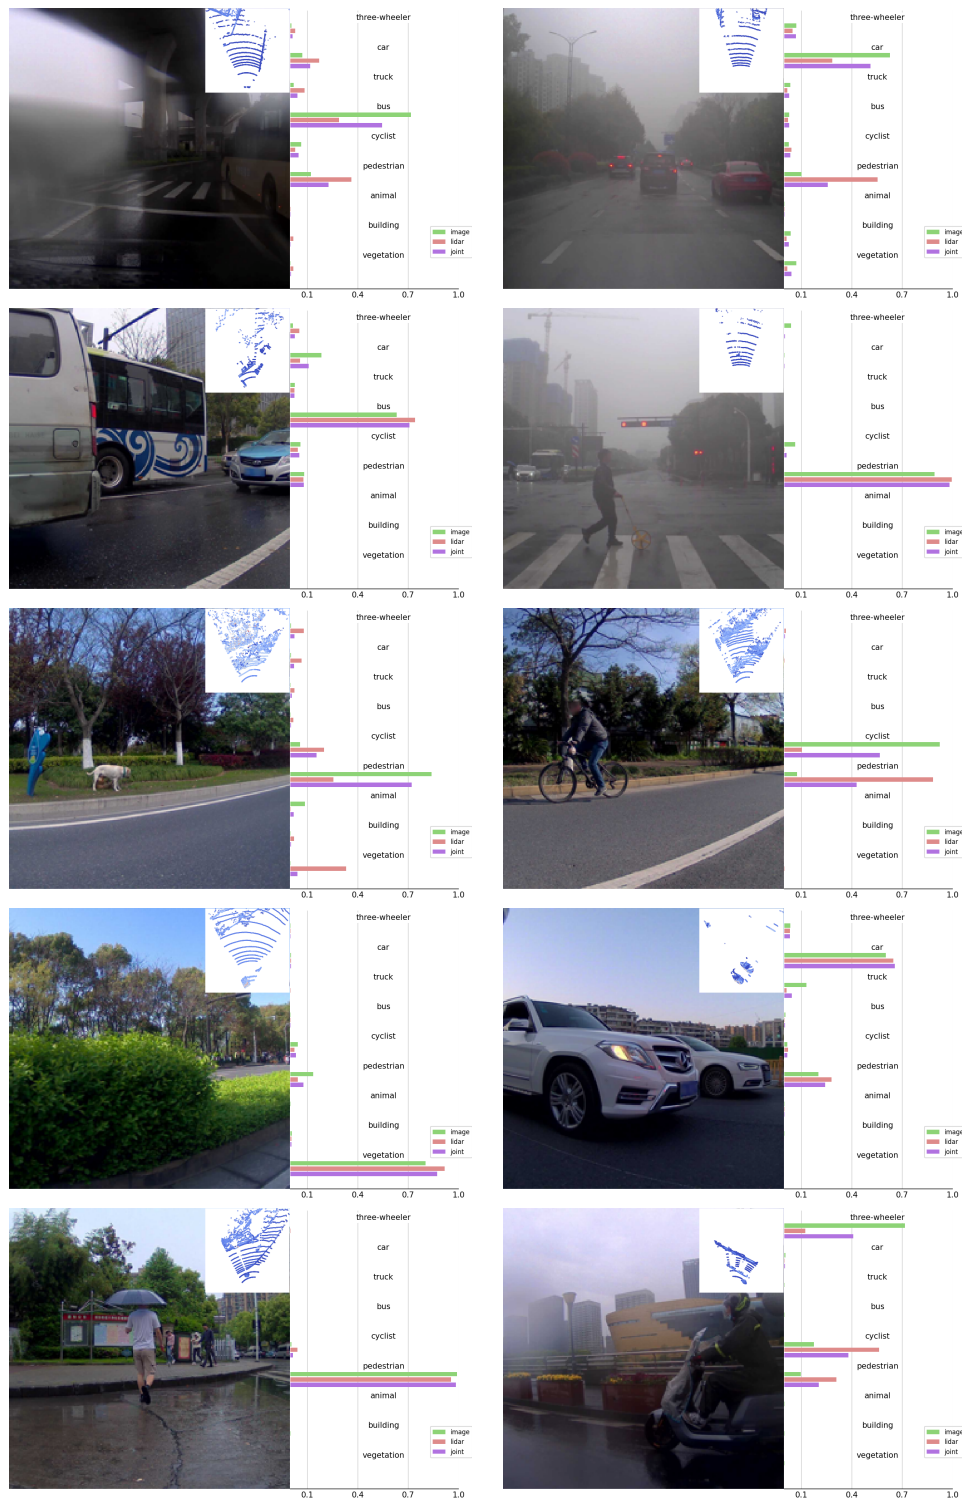 three-wheeler
car
truck
bus
cyclist
pedestrian
animal
building
vegetation
image
lidar
joint
0.1 0.4 0.7 1.0
three-wheeler
car
truck
bus
cyclist
pedestrian
animal
building
vegetation
image
lidar
joint
0.1 0.4 0.7 1.0
three-wheeler
car
truck
bus
cyclist
pedestrian
animal
building
vegetation
image
lidar
joint
0.1 0.4 0.7 1.0
three-wheeler
car
truck
bus
cyclist
pedestrian
animal
building
vegetation
image
lidar
joint
0.1 0.4 0.7 1.0
three-wheeler
car
truck
bus
cyclist
pedestrian
animal
building
vegetation
image
lidar
joint
0.1 0.4 0.7 1.0
three-wheeler
car
truck
bus
cyclist
pedestrian
animal
building
vegetation
image
lidar
joint
0.1 0.4 0.7 1.0
three-wheeler
car
truck
bus
cyclist
pedestrian
animal
building
vegetation
image
lidar
joint
0.1 0.4 0.7 1.0
three-wheeler
car
truck
bus
cyclist
pedestrian
animal
building
vegetation
image
lidar
joint
0.1 0.4 0.7 1.0
three-wheeler
car
truck
bus
cyclist
pedestrian
animal
building
vegetation
image
lidar
joint
0.1 0.4 0.7 1.0
three-wheeler
car
truck
bus
cyclist
pedestrian
animal
building
vegetation
image
lidar
joint
0.1 0.4 0.7 1.0